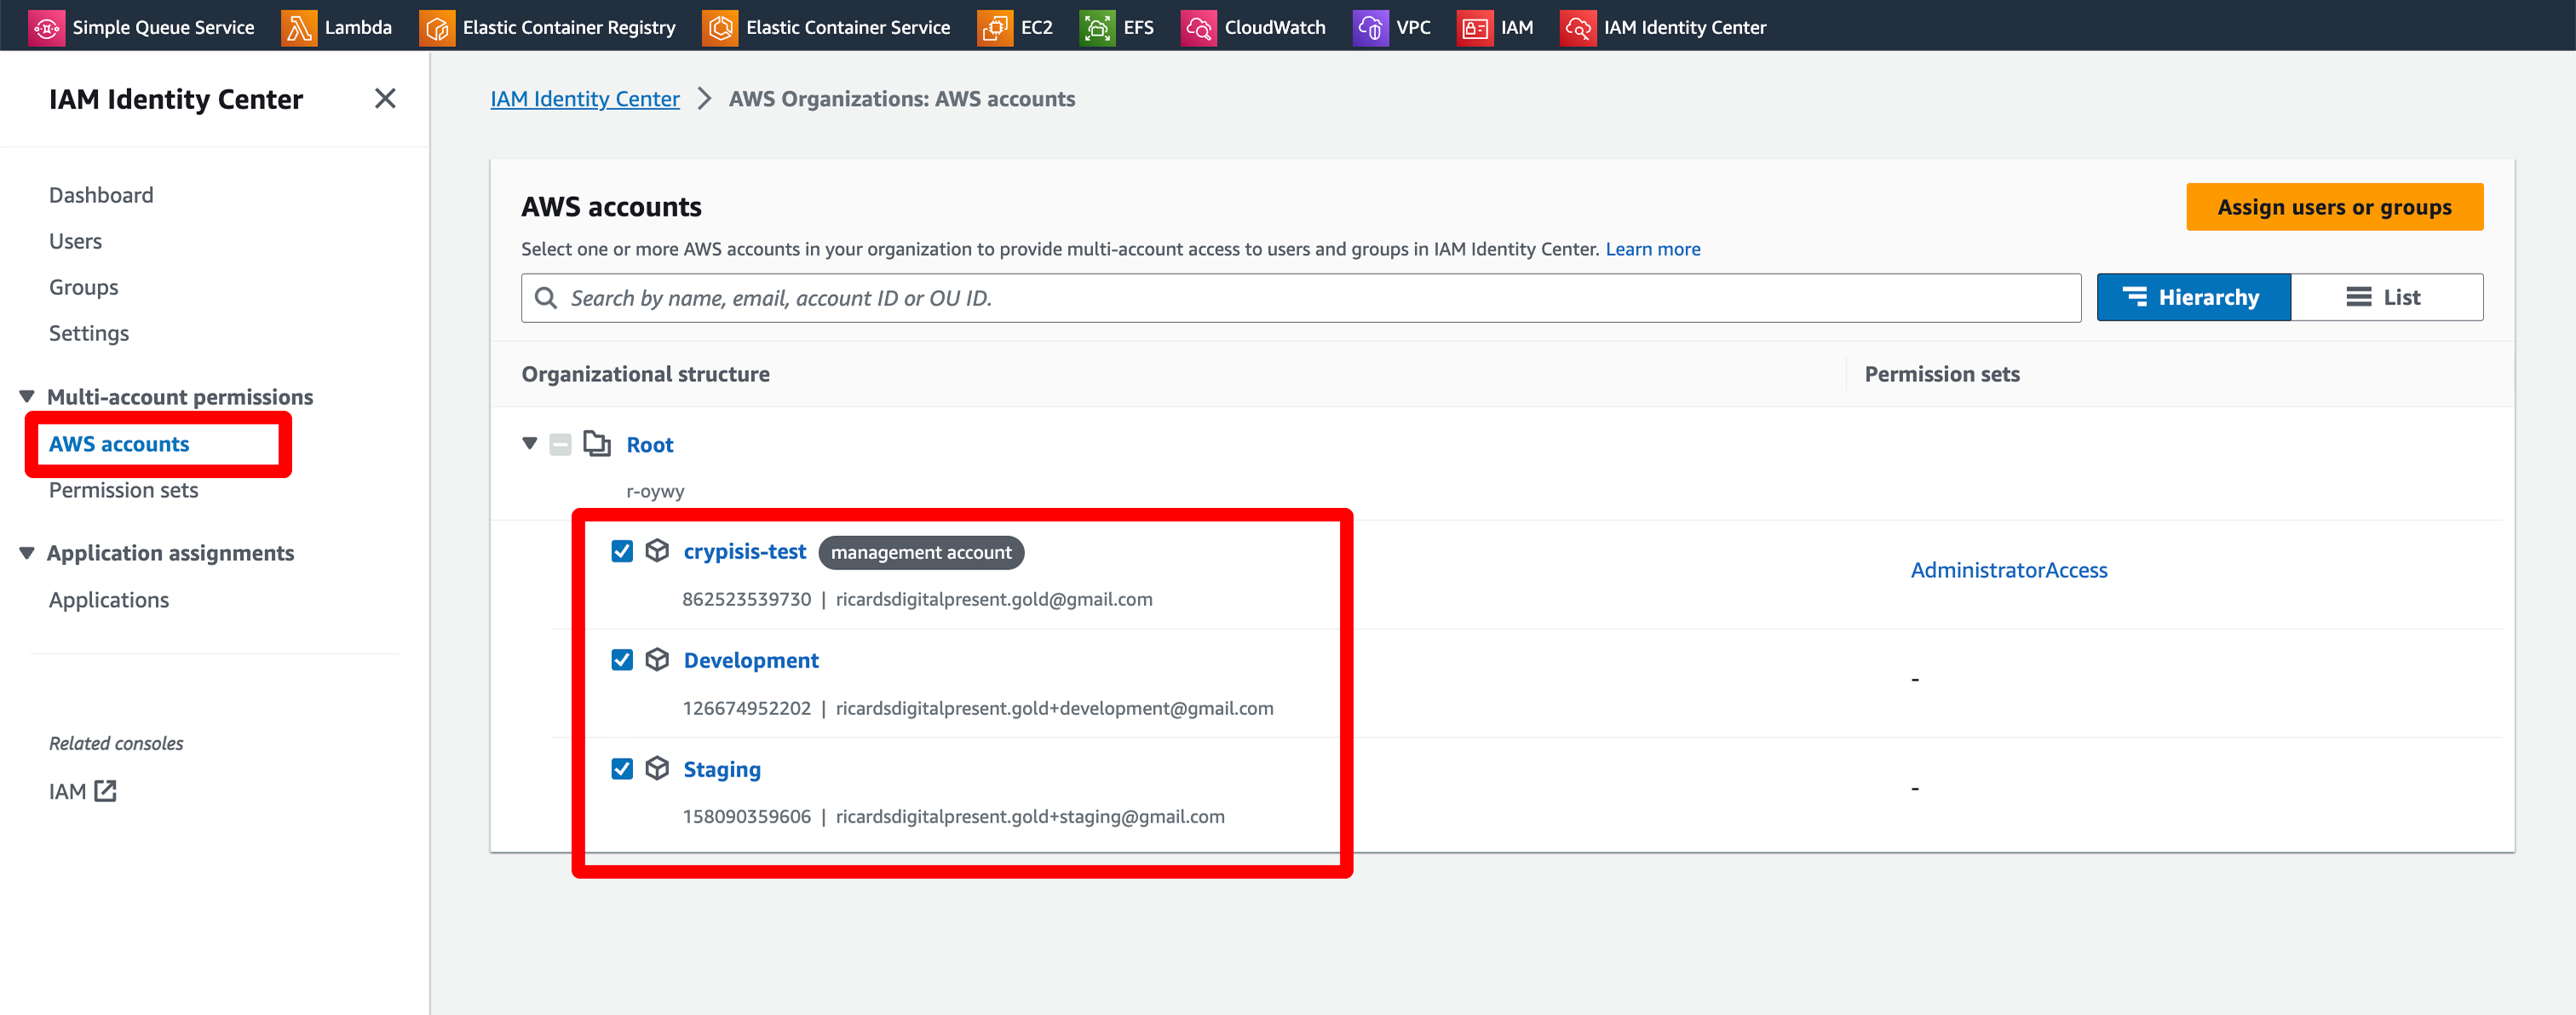 Simple Queue Service Lambda Elastic Container Registry Elastic Container Service EC2 EFS CloudWatch VPC IAM IAM Identity Center
IAM Identity Center
Dashboard
Users
Groups
Settings
Multi-account permissions
AWS accounts
Permission sets
Application assignments
Applications
Related consoles
IAM
IAM Identity Center > AWS Organizations: AWS accounts
AWS accounts
Assign users or groups
Select one or more AWS accounts in your organization to provide multi-account access to users and groups in IAM Identity Center. Learn more
Search by name, email, account ID or OU ID.
Hierarchy List
Organizational structure Permission sets
Root
r-oywy
crypisis-test management account
862523539730 | ricardsdigitalpresent.gold@gmail.com
AdministratorAccess
Development
126674952202 | ricardsdigitalpresent.gold+development@gmail.com
-
Staging
158090359606 | ricardsdigitalpresent.gold+staging@gmail.com
-